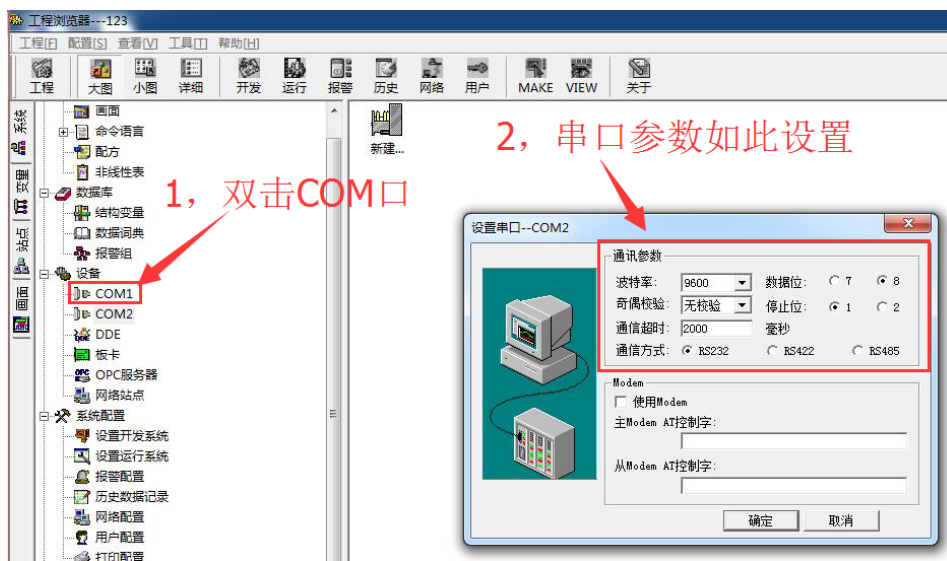 工程浏览器---123
工程[F] 配置[S] 查看[V] 工具[T] 帮助[H]
工程 大图 小图 详细 开发 运行 报警 历史 网络 用户 MAKE VIEW 关于
系统
变量
站点
画面
画面
命令语言
配方
非线性表
数据库
结构变量
数据词典
报警组
设备
COM1
COM2
DDE
板卡
OPC服务器
网络站点
系统配置
设置开发系统
设置运行系统
报警配置
历史数据记录
网络配置
用户配置
打印配置
新建...
1，双击COM口
2，串口参数如此设置
设置串口--COM2
通讯参数
波特率: 9600 数据位: 7 8
奇偶校验: 无校验 停止位: 1 2
通信超时: 2000 毫秒
通信方式: RS232 RS422 RS485
Modem
使用Modem
主Modem AT控制字:
从Modem AT控制字:
确定 取消